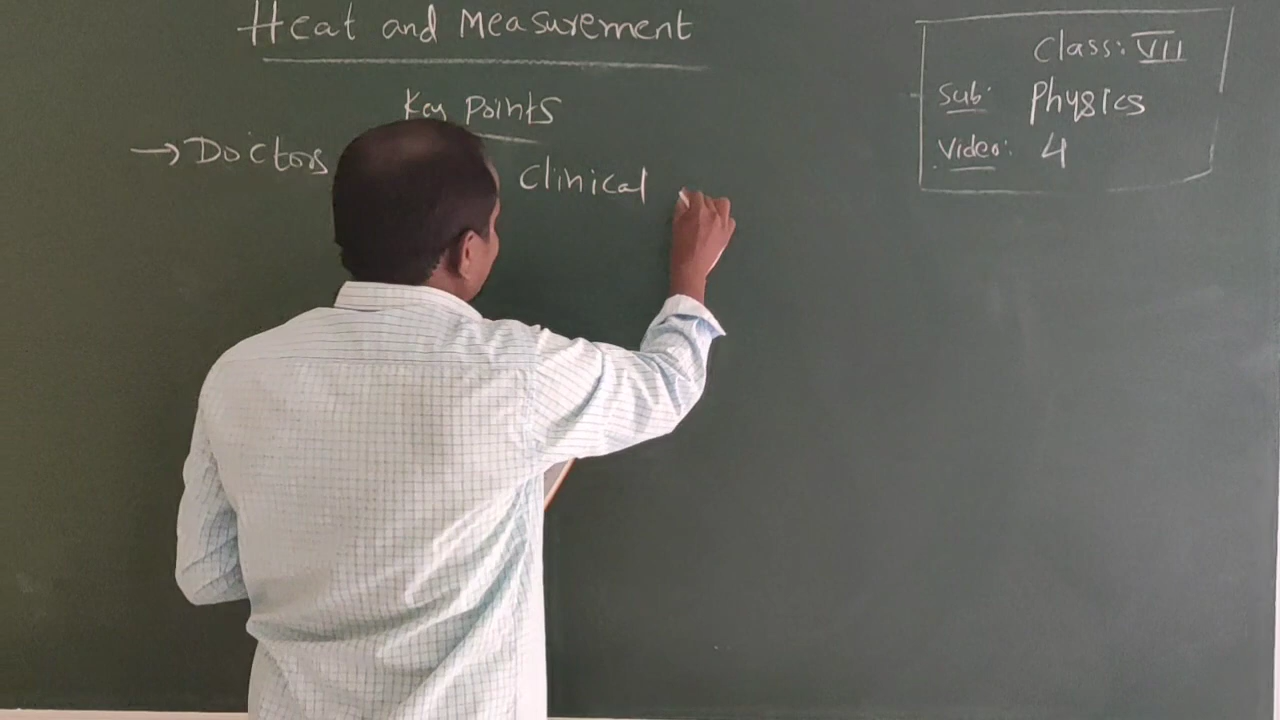 Heat and Measurement
Key Points
→ Doctors Clinical
Class: VII
Sub: Physics
Video: 4